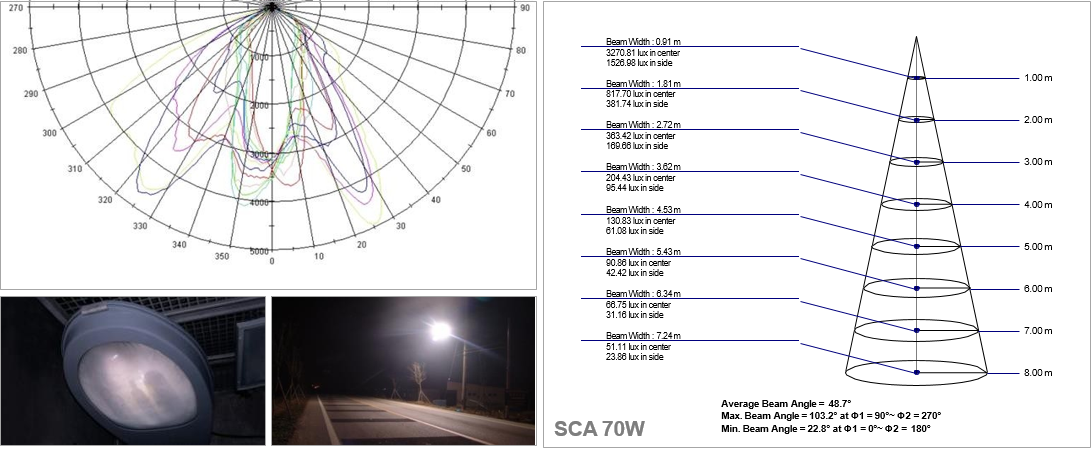 270
90
280
80
290
70
300
60
310
50
320
40
330
30
340
20
350
10
0
1000
2000
3000
4000
5000
Beam Width : 0.91 m
3270.81 lux in center
1526.98 lux in side
1.00 m
Beam Width : 1.81 m
817.70 lux in center
381.74 lux in side
2.00 m
Beam Width : 2.72 m
363.42 lux in center
169.66 lux in side
3.00 m
Beam Width : 3.62 m
204.43 lux in center
95.44 lux in side
4.00 m
Beam Width : 4.53 m
130.83 lux in center
61.08 lux in side
5.00 m
Beam Width : 5.43 m
90.86 lux in center
42.42 lux in side
6.00 m
Beam Width : 6.34 m
66.75 lux in center
31.16 lux in side
7.00 m
Beam Width : 7.24 m
51.11 lux in center
23.86 lux in side
8.00 m
Average Beam Angle = 48.7°
Max. Beam Angle = 103.2° at Φ1 = 90°~ Φ2 = 270°
Min. Beam Angle = 22.8° at Φ1 = 0°~ Φ2 = 180°
SCA 70W